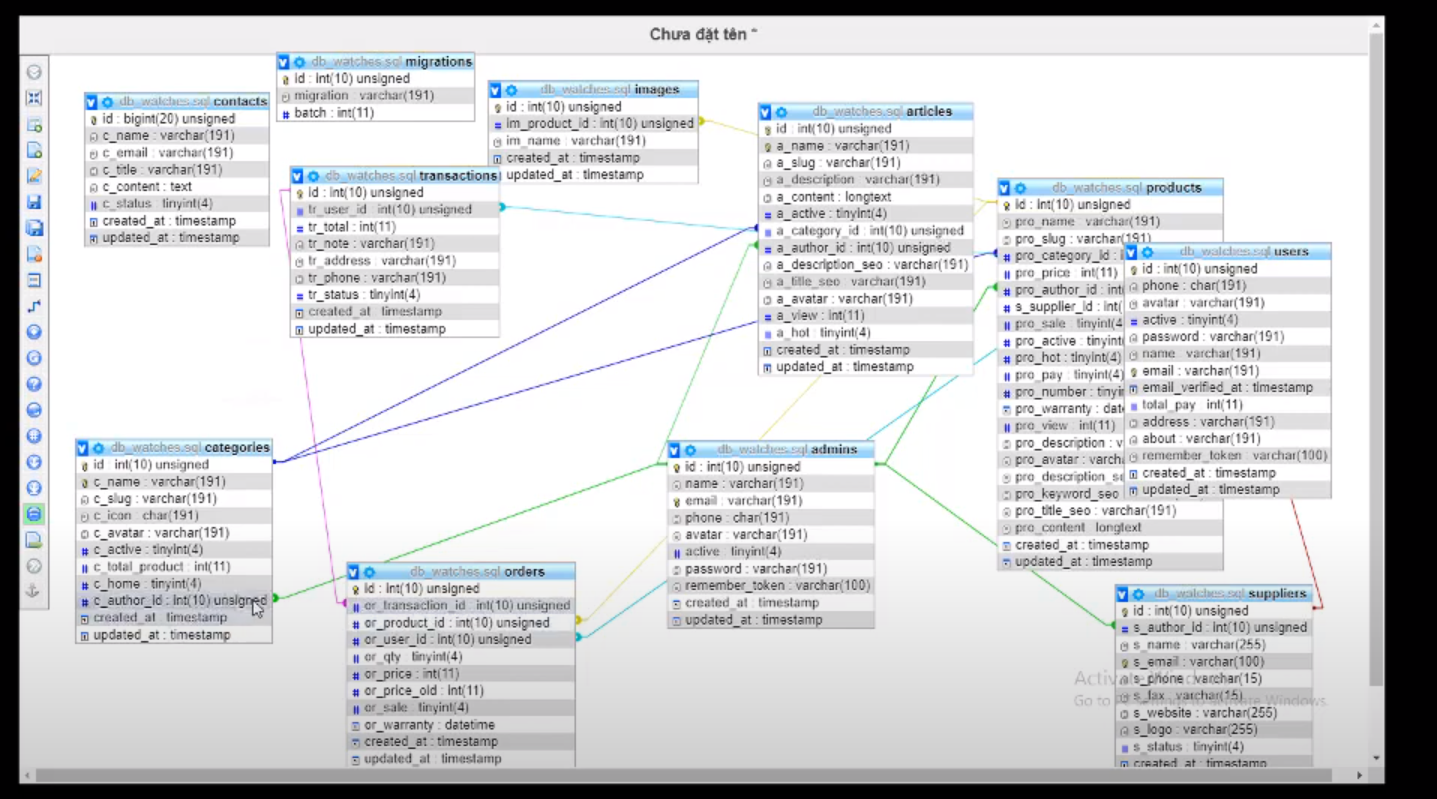 Chưa đặt tên *
db_watches.sql migrations
id : int(10) unsigned
migration : varchar(191)
batch : int(11)
db_watches.sql contacts
id : bigint(20) unsigned
c_name : varchar(191)
c_email : varchar(191)
c_title : varchar(191)
c_content : text
c_status : tinyint(4)
created_at : timestamp
updated_at : timestamp
db_watches.sql images
id : int(10) unsigned
im_product_id : int(10) unsigned
im_name : varchar(191)
created_at : timestamp
updated_at : timestamp
db_watches.sql transactions
id : int(10) unsigned
tr_user_id : int(10) unsigned
tr_total : int(11)
tr_note : varchar(191)
tr_address : varchar(191)
tr_phone : varchar(191)
tr_status : tinyint(4)
created_at : timestamp
updated_at : timestamp
db_watches.sql articles
id : int(10) unsigned
a_name : varchar(191)
a_slug : varchar(191)
a_description : varchar(191)
a_content : longtext
a_active : tinyint(4)
a_category_id : int(10) unsigned
a_author_id : int(10) unsigned
a_description_seo : varchar(191)
a_title_seo : varchar(191)
a_avatar : varchar(191)
a_view : int(11)
a_hot : tinyint(4)
created_at : timestamp
updated_at : timestamp
db_watches.sql products
id : int(10) unsigned
pro_name : varchar(191)
pro_slug : varchar(191)
pro_category_id : i
pro_price : int(11)
pro_author_id : int(
s_supplier_id : int(
pro_sale : tinyint(4
pro_active : tinyint(
pro_hot : tinyint(4)
pro_pay : tinyint(4)
pro_number : tinyi
pro_warranty : dat
pro_view : int(11)
pro_description : v
pro_avatar : varch
pro_description_s
pro_keyword_seo
pro_title_seo : varchar(191)
pro_content : longtext
created_at : timestamp
updated_at : timestamp
db_watches.sql users
id : int(10) unsigned
phone : char(191)
avatar : varchar(191)
active : tinyint(4)
password : varchar(191)
name : varchar(191)
email : varchar(191)
email_verified_at : timestamp
total_pay : int(11)
address : varchar(191)
about : varchar(191)
remember_token : varchar(100)
created_at : timestamp
updated_at : timestamp
db_watches.sql categories
id : int(10) unsigned
c_name : varchar(191)
c_slug : varchar(191)
c_icon : char(191)
c_avatar : varchar(191)
c_active : tinyint(4)
c_total_product : int(11)
c_home : tinyint(4)
c_author_id : int(10) unsigned
created_at : timestamp
updated_at : timestamp
db_watches.sql admins
id : int(10) unsigned
name : varchar(191)
email : varchar(191)
phone : char(191)
avatar : varchar(191)
active : tinyint(4)
password : varchar(191)
remember_token : varchar(100)
created_at : timestamp
updated_at : timestamp
db_watches.sql orders
id : int(10) unsigned
or_transaction_id : int(10) unsigned
or_product_id : int(10) unsigned
or_user_id : int(10) unsigned
or_qty : tinyint(4)
or_price : int(11)
or_price_old : int(11)
or_sale : tinyint(4)
or_warranty : datetime
created_at : timestamp
updated_at : timestamp
db_watches.sql suppliers
id : int(10) unsigned
s_author_id : int(10) unsigned
s_name : varchar(255)
s_email : varchar(100)
s_phone : varchar(15)
s_fax : varchar(15)
s_website : varchar(255)
s_logo : varchar(255)
s_status : tinyint(4)
created_at : timestamp